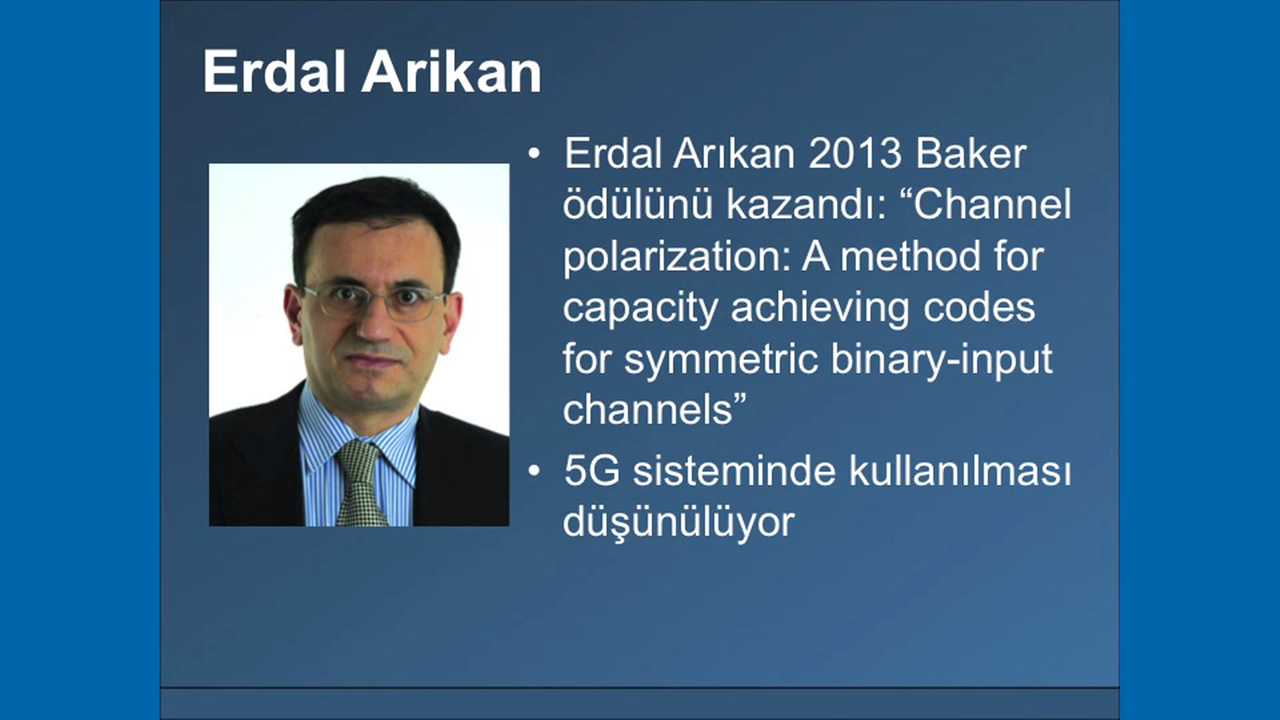 Erdal Arikan
• Erdal Arıkan 2013 Baker
ödülünü kazandı: “Channel
polarization: A method for
capacity achieving codes
for symmetric binary-input
channels”
• 5G sisteminde kullanılması
düşünülüyor